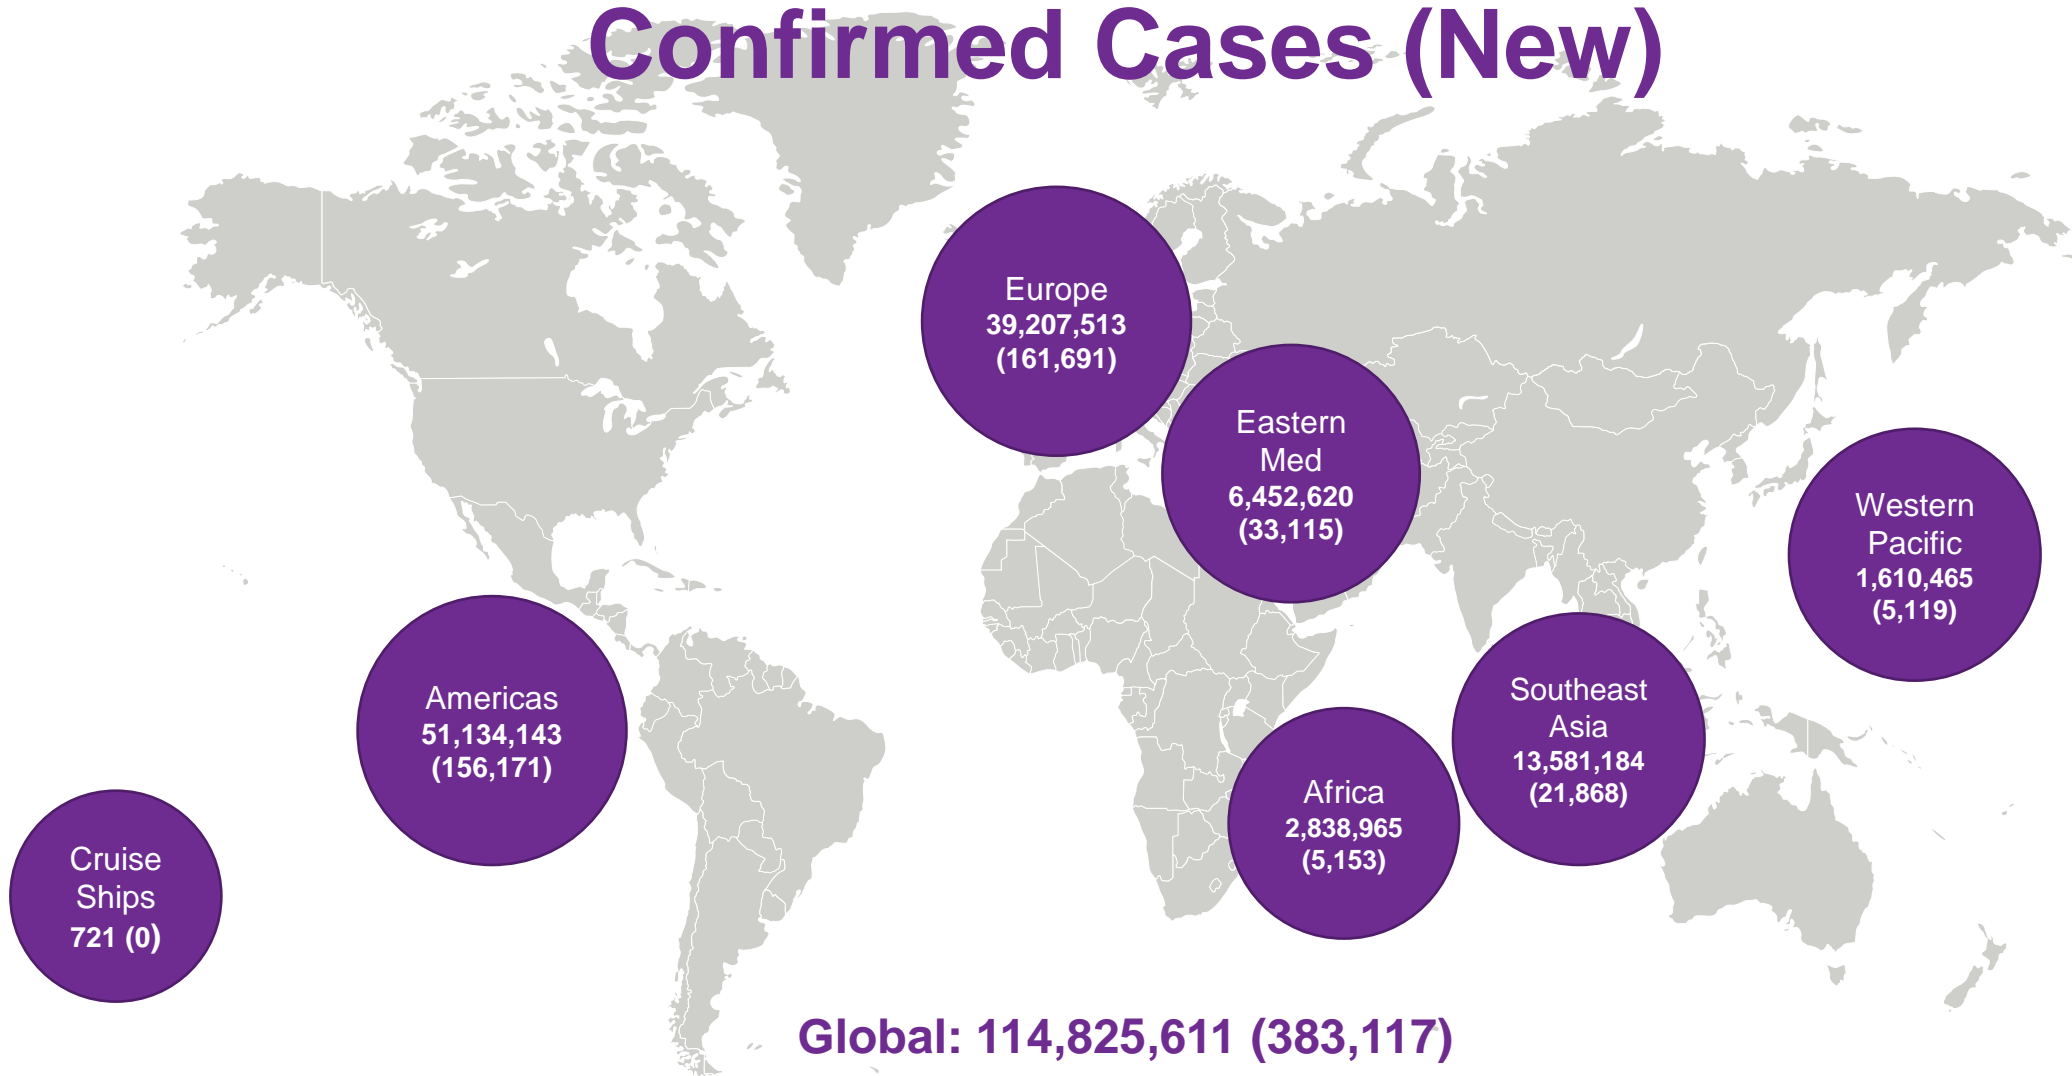 Confirmed Cases (New)
Europe
39,207,513
(161,691)
Eastern
Med
6,452,620
(33,115)
Western
Pacific
1,610,465
(5,119)
Americas
51,134,143
(156,171)
Southeast
Asia
13,581,184
(21,868)
Africa
2,838,965
(5,153)
Cruise
Ships
721 (0)
Global: 114,825,611 (383,117)